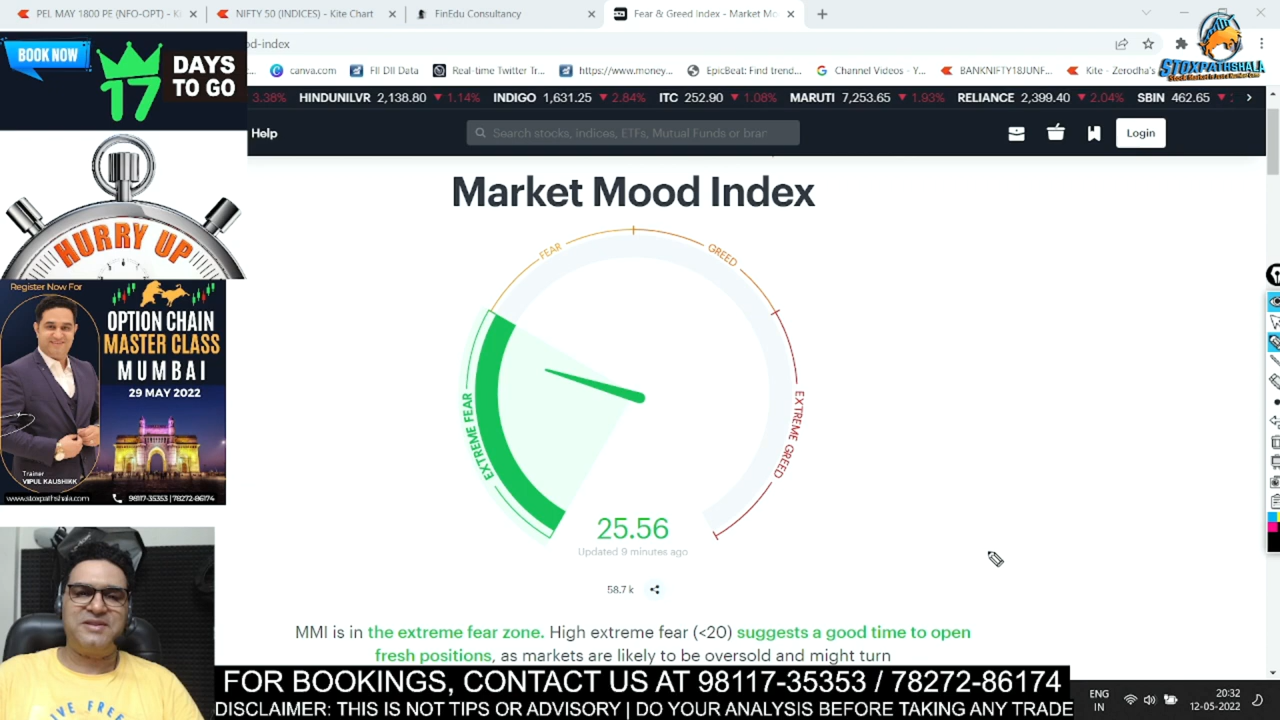 PEL MAY 1800 PE (NFO-OPT) - Ki
NIFTY 50 (INDICES) - Kite Chart
FinEdu Consultancy
Fear & Greed Index - Market Mo
d-index
canva.com
FII DII Data
Real-time Twitter Tr...
https://www.money...
EpicBeat: Find trend...
Channel videos - Y...
BANKNIFTY18JUNF...
Kite - Zerodha's
STOXPATHSHALA
BOOK NOW
17
DAYS
TO GO
3.38%
HINDUNILVR 2,138.80 ▼ 1.14%
INDIGO 1,631.25 ▼ 2.84%
ITC 252.90 ▼ 1.08%
MARUTI 7,253.65 ▼ 1.93%
RELIANCE 2,399.40 ▼ 2.04%
SBIN 462.65
Help
Search stocks, indices, ETFs, Mutual Funds or bran
Login
HURRY UP
Market Mood Index
FEAR
GREED
EXTREME FEAR
EXTREME GREED
25.56
Updated 9 minutes ago
58.7 k
Register Now For
OPTION CHAIN
MASTER CLASS
MUMBAI
29 MAY 2022
Trainer
VIPUL KAUSHIKK
www.stoxpathshala.com
98117-35353 | 78272-86174
MMI is in the extreme fear zone. High extreme fear (<20) suggests a good time to open
fresh positions, as markets are likely to be oversold and might turn
FOR BOOKINGS, CONTACT US AT 98117-35353 / 78272-86174
DISCLAIMER: THIS IS NOT TIPS OR ADVISORY | DO YOUR ANALYSIS BEFORE TAKING ANY TRADE
ENG
IN
20:32
12-05-2022